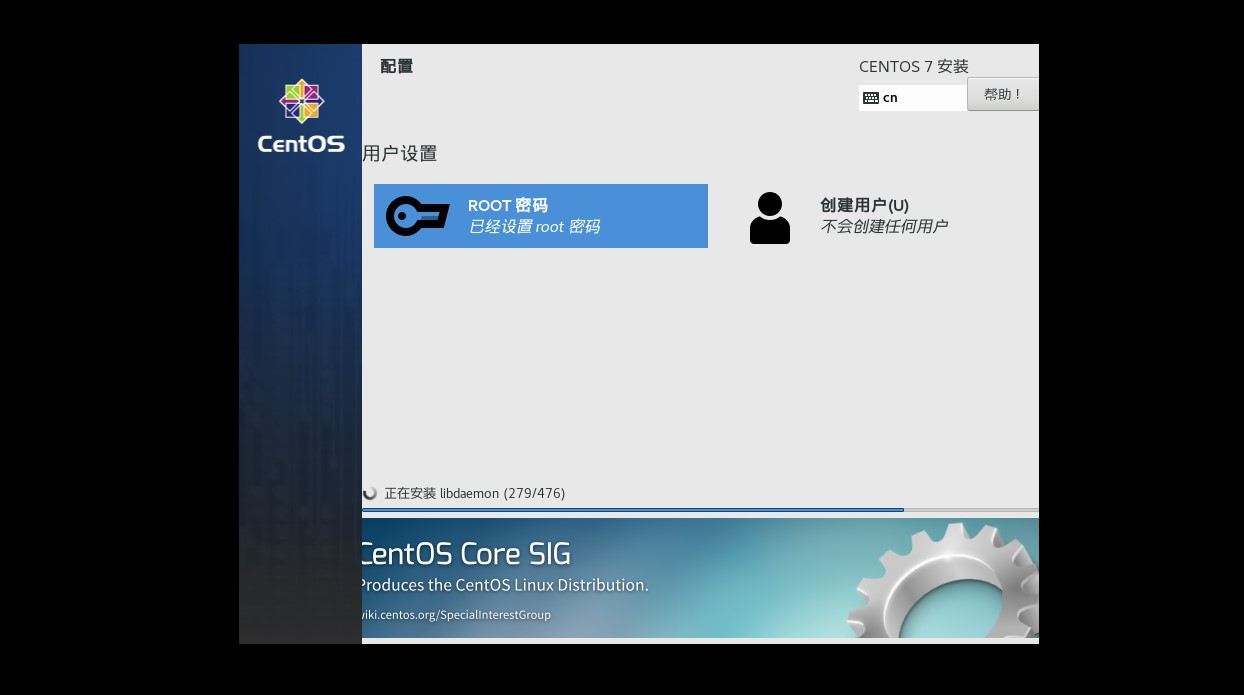 CentOS
配置
CENTOS 7 安装
cn
帮助！
用户设置
ROOT 密码
已经设置 root 密码
创建用户(U)
不会创建任何用户
正在安装 libdaemon (279/476)
CentOS Core SIG
Produces the CentOS Linux Distribution.
wiki.centos.org/SpecialInterestGroup